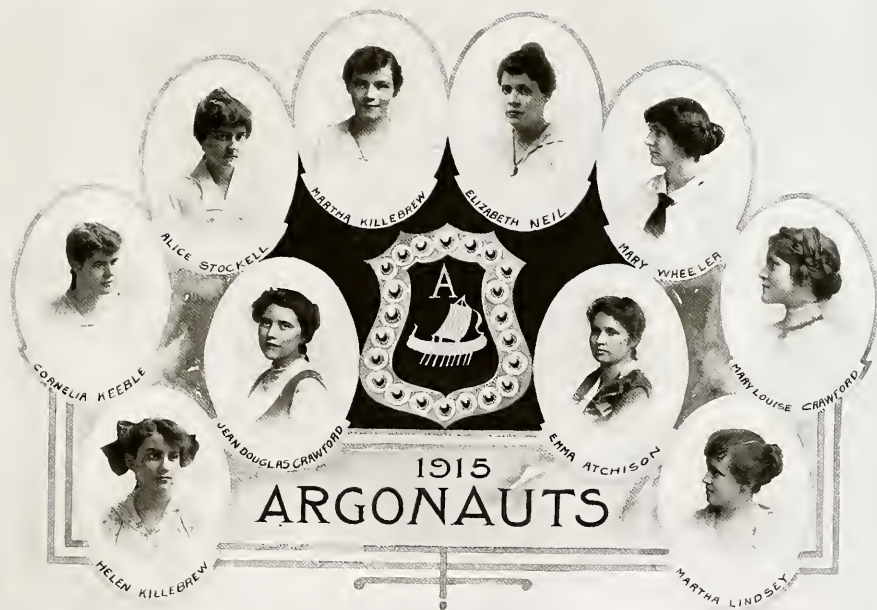 MARTHA KILLEBREW
ELIZABETH NEIL
ALICE STOCKELL
MARY WHEELER
CORNELIA KEEBLE
MARY LOUISE CRAWFORD
JEAN DOUGLAS CRAWFORD
EMMA ATCHISON
HELEN KILLEBREW
MARTHA LINDSEY
A
1915
ARGONAUTS